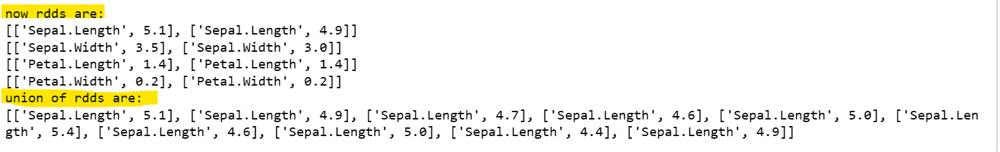 now rdds are:
[['Sepal.Length', 5.1], ['Sepal.Length', 4.9]]
[['Sepal.Width', 3.5], ['Sepal.Width', 3.0]]
[['Petal.Length', 1.4], ['Petal.Length', 1.4]]
[['Petal.Width', 0.2], ['Petal.Width', 0.2]]
union of rdds are:
[['Sepal.Length', 5.1], ['Sepal.Length', 4.9], ['Sepal.Length', 4.7], ['Sepal.Length', 4.6], ['Sepal.Length', 5.0], ['Sepal.Len
gth', 5.4], ['Sepal.Length', 4.6], ['Sepal.Length', 5.0], ['Sepal.Length', 4.4], ['Sepal.Length', 4.9]]